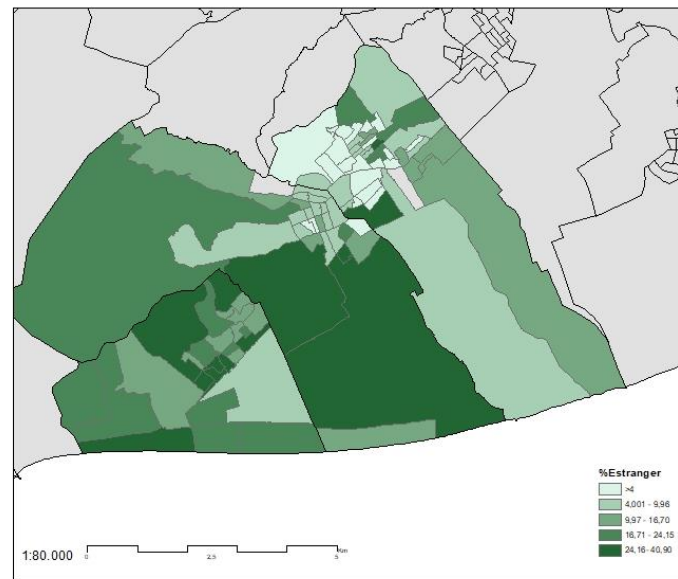 %Estranger
>4
4,001 - 9,96
9,97 - 16,70
16,71 - 24,15
24,16- 40,90
1:80.000
0 2,5 5
Km